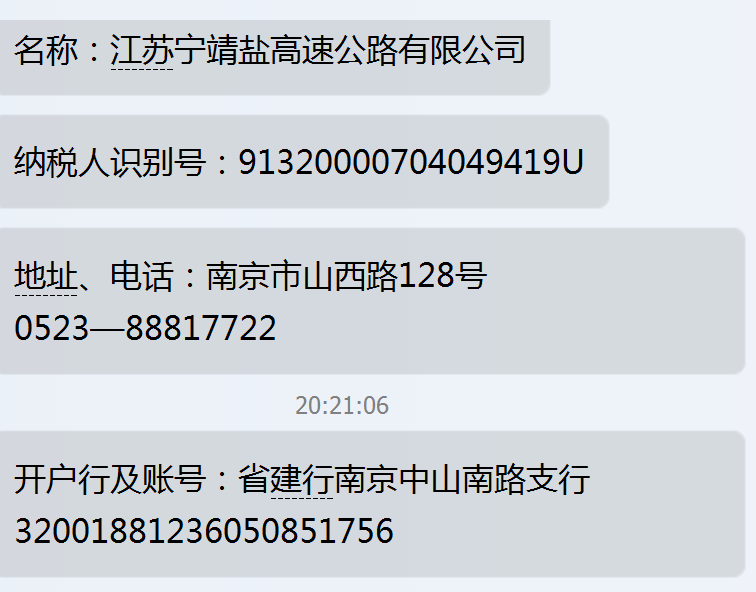 名称：江苏宁靖盐高速公路有限公司
纳税人识别号：91320000704049419U
地址、电话：南京市山西路128号
0523—88817722
20:21:06
开户行及账号：省建行南京中山南路支行
32001881236050851756